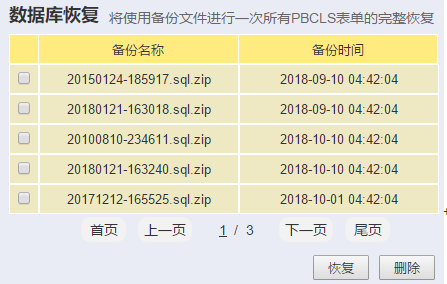 数据库恢复 将使用备份文件进行一次所有PBCLS表单的完整恢复
备份名称 备份时间
20150124-185917.sql.zip 2018-09-10 04:42:04
20180121-163018.sql.zip 2018-09-10 04:42:04
20100810-234611.sql.zip 2018-10-10 04:42:04
20180121-163240.sql.zip 2018-10-10 04:42:04
20171212-165525.sql.zip 2018-10-01 04:42:04
首页 上一页 1 / 3 下一页 尾页
恢复 删除